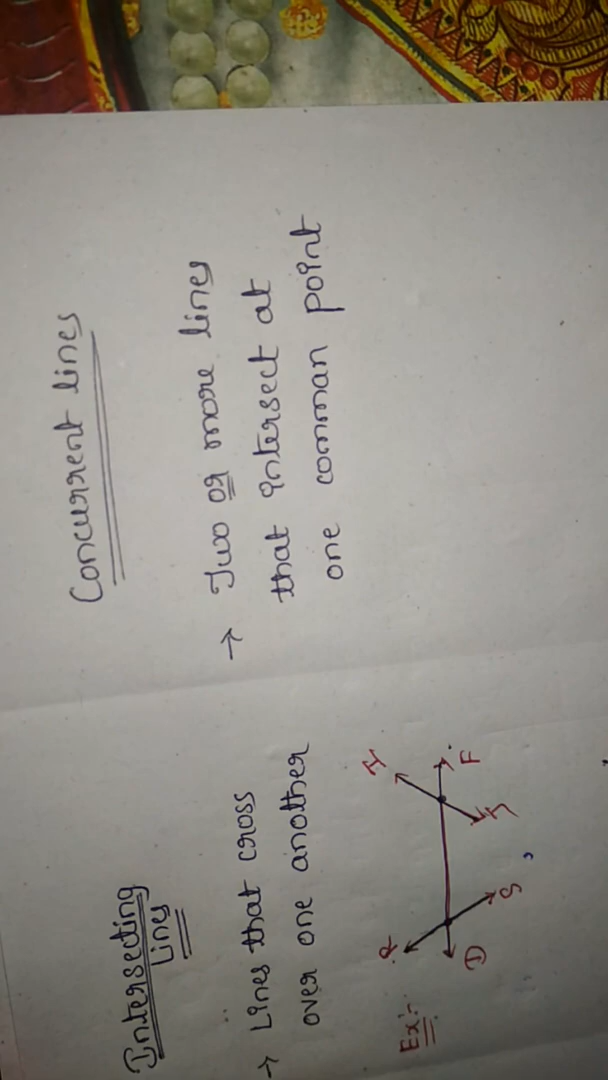 Intersecting
Lines
→ Lines that cross
over one another
Ex:-
R
H
D
S
F
,
Concurrent lines
→ Two or more lines
that intersect at
one comman point